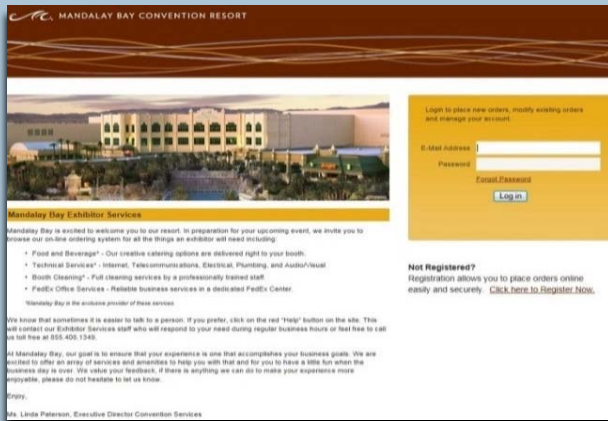 MANDALAY BAY CONVENTION RESORT
Login to place new orders, modify existing orders
and manage your account.
E-Mail Address
Password
Forgot Password
Log in
Mandalay Bay Exhibitor Services
Mandalay Bay is excited to welcome you to our resort. In preparation for your upcoming event, we invite you to
browse our on-line ordering system for all the things an exhibitor will need including:
• Food and Beverage* - Our creative catering options are delivered right to your booth.
• Technical Services* - Internet, Telecommunications, Electrical, Plumbing, and Audio/Visual
• Booth Cleaning* - Full cleaning services by a professionally trained staff.
• FedEx Office Services - Reliable business services in a dedicated FedEx Center.
*Mandalay Bay is the exclusive provider of these services.
We know that sometimes it is easier to talk to a person. If you prefer, click on the red "Help" button on the site. This
will contact our Exhibitor Services staff who will respond to your need during regular business hours or feel free to call
us toll free at 855.408.1349.
At Mandalay Bay, our goal is to ensure that your experience is one that accomplishes your business goals. We are
excited to offer an array of services and amenities to help you with that and for you to have a little fun when the
business day is over. We value your feedback, if there is anything we can do to make your experience more
enjoyable, please do not hesitate to let us know.
Enjoy,
Ms. Linda Paterson, Executive Director Convention Services
Not Registered?
Registration allows you to place orders online
easily and securely. Click here to Register Now.